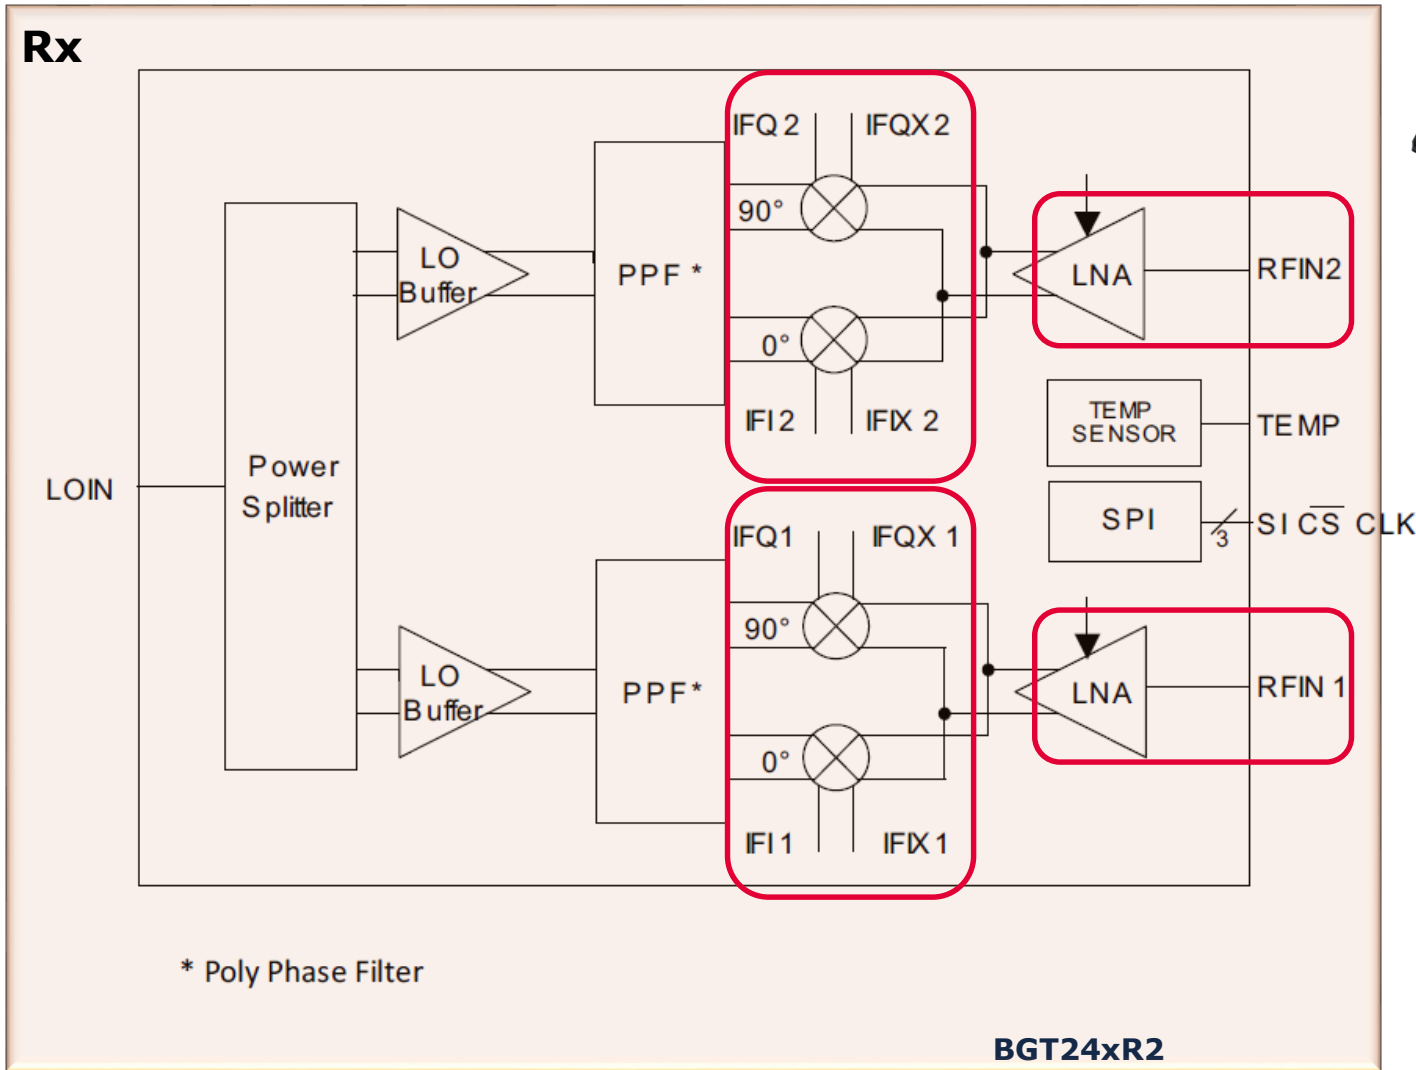 Rx
IFQ 2 IFQX 2
90°
LO
Buffer
PPF *
LNA
RFIN2
0°
IFI 2 IFIX 2
TEMP
SENSOR
TEMP
Power
Splitter
LOIN
SPI
3
SI CS CLK
IFQ1 IFQX 1
90°
LO
Buffer
PPF*
LNA
RFIN 1
0°
IFI 1 IFIX 1
* Poly Phase Filter
BGT24xR2